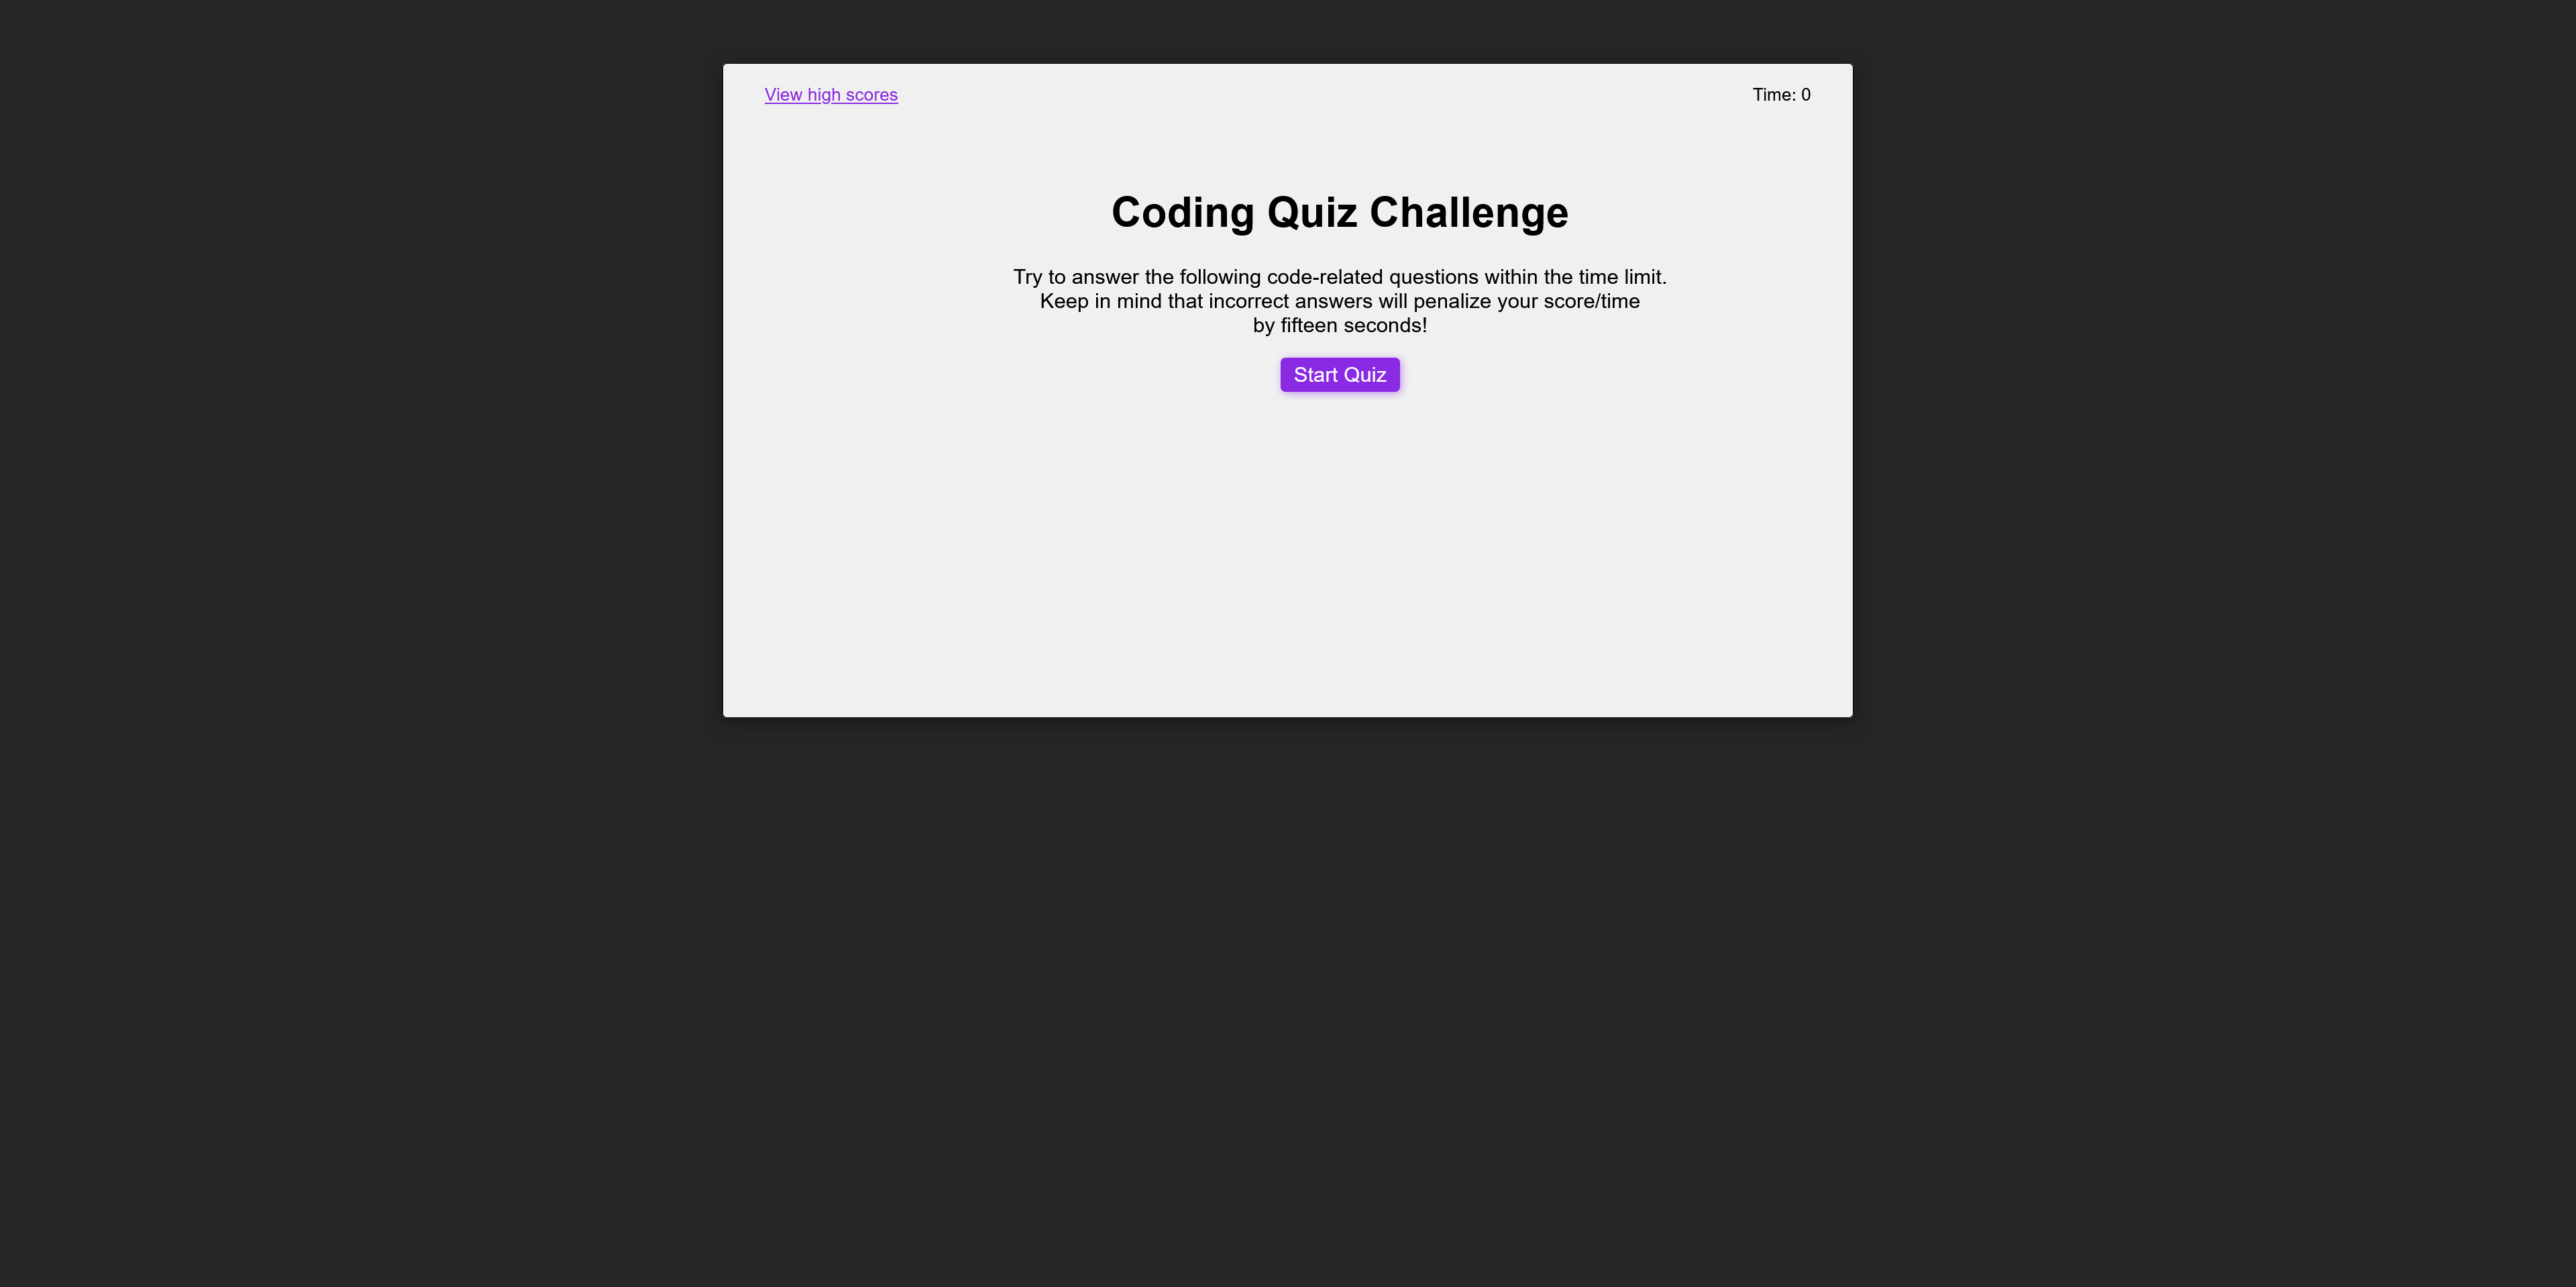 View high scores
Time: 0
Coding Quiz Challenge
Try to answer the following code-related questions within the time limit.
Keep in mind that incorrect answers will penalize your score/time
by fifteen seconds!
Start Quiz